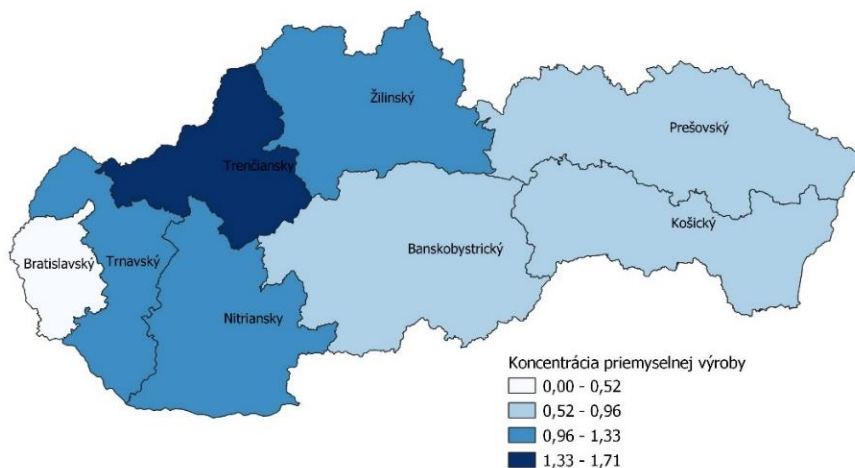 Žilinský
Prešovský
Trenčiansky
Košický
Banskobystrický
Bratislavský
Trnavský
Nitriansky
Koncentrácia priemyselnej výroby
0,00 - 0,52
0,52 - 0,96
0,96 - 1,33
1,33 - 1,71